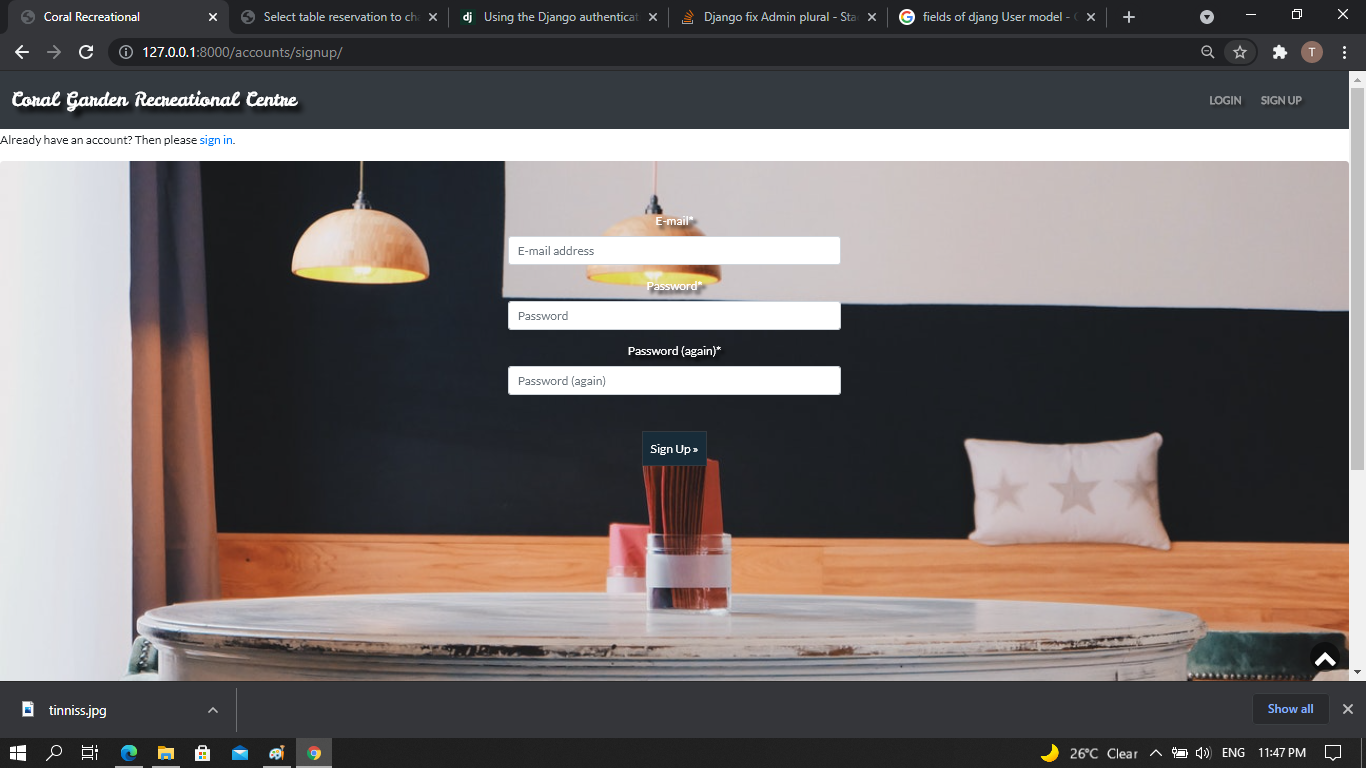 Coral Recreational
Select table reservation to cha
Using the Django authenticat
Django fix Admin plural - Sta
fields of djang User model - G
127.0.0.1:8000/accounts/signup/
T
Coral Garden Recreational Centre
LOGIN
SIGN UP
Already have an account? Then please sign in.
E-mail*
E-mail address
Password*
Password
Password (again)*
Password (again)
Sign Up »
tinniss.jpg
Show all
26°C Clear
ENG
11:47 PM